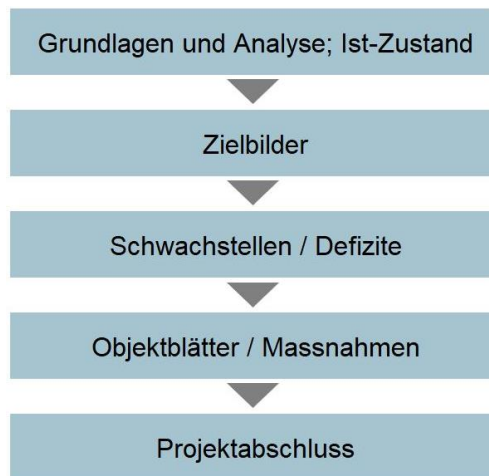 Grundlagen und Analyse; Ist-Zustand
Zielbilder
Schwachstellen / Defizite
Objektblätter / Massnahmen
Projektabschluss